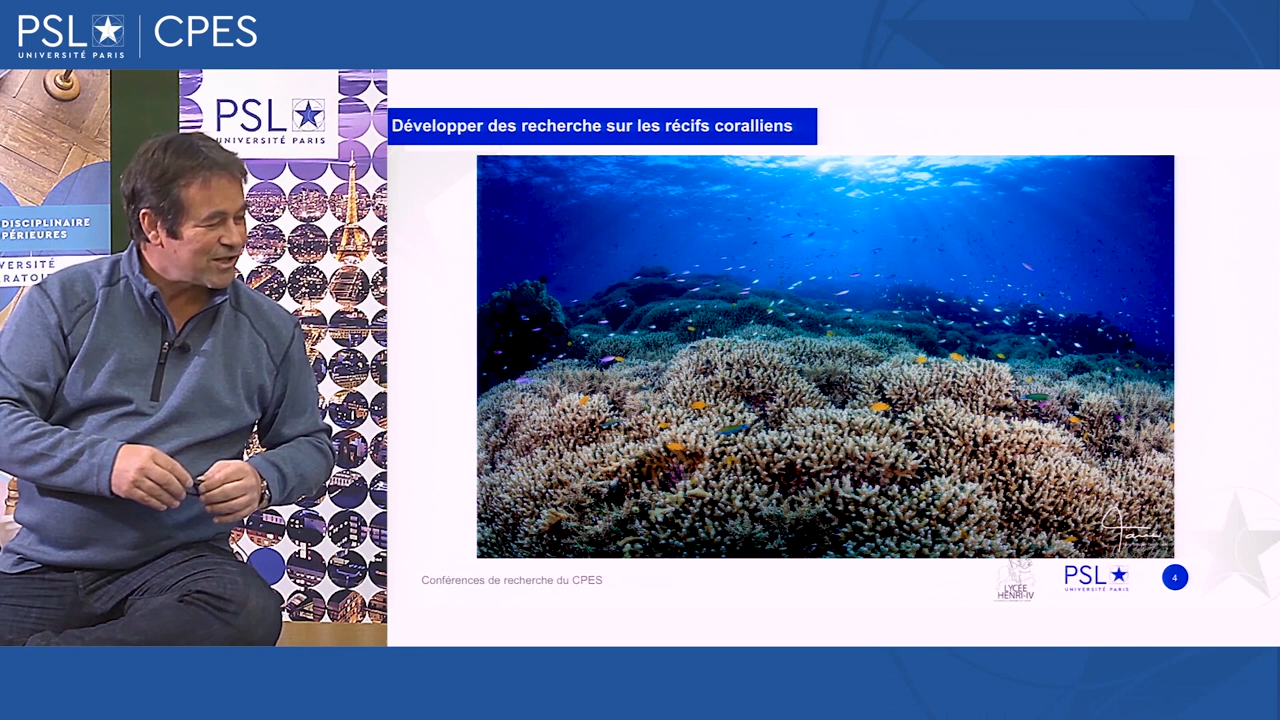 PSL
UNIVERSITÉ PARIS
CPES
PSL
UNIVERSITÉ PARIS
DISCIPLINAIRE
PÉRIEURES
VERSITÉ
RATOI
Développer des recherche sur les récifs coralliens
Conférences de recherche du CPES
LYCÉE
HENRI-IV
PSL
UNIVERSITÉ PARIS
4